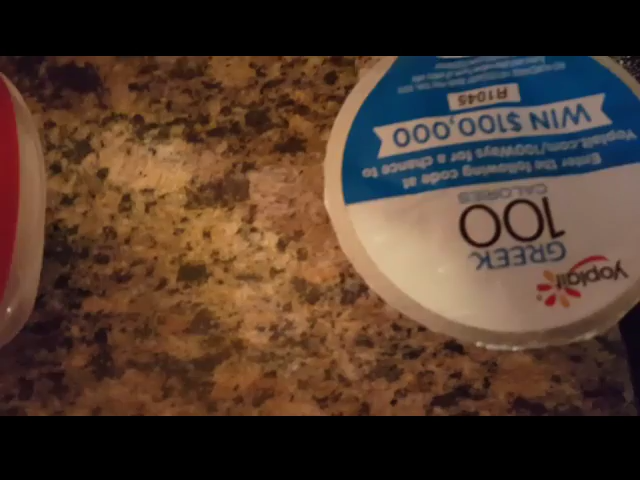 Yoplait
GREEK
100
CALORIES
Enter the following code at
Yoplait.com/100Ways for a chance to
WIN $100,000
R1045